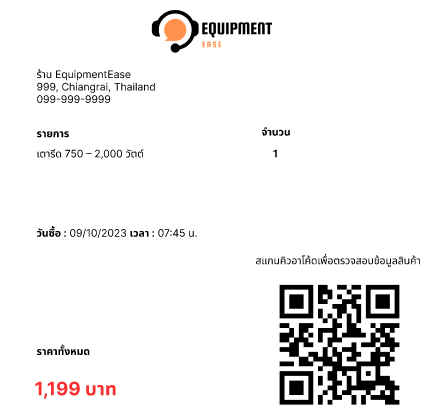 EQUIPMENT
EASE
ร้าน EquipmentEase
999, Chiangrai, Thailand
099-999-9999
รายการ จำนวน
เตารีด 750 – 2,000 วัตต์ 1
วันซื้อ : 09/10/2023 เวลา : 07:45 น.
สแกนคิวอาโค้ดเพื่อตรวจสอบข้อมูลสินค้า
ราคาทั้งหมด
1,199 บาท